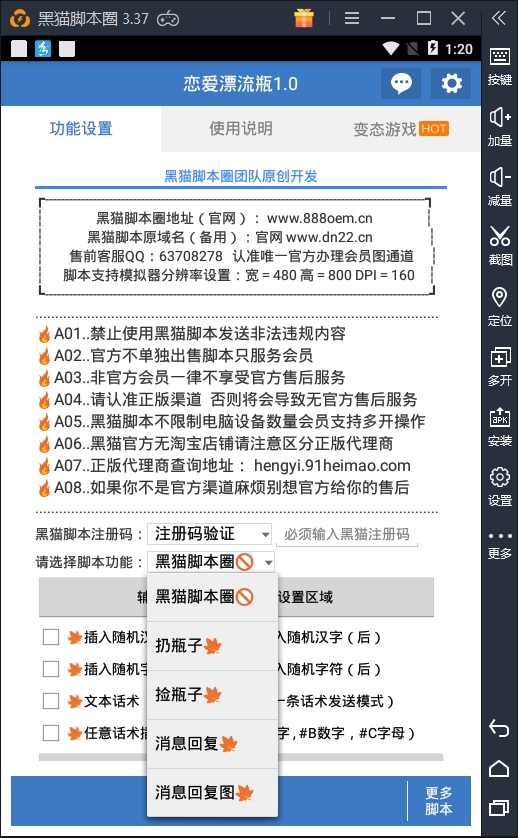 黑猫脚本圈 3.37
1:20
恋爱漂流瓶1.0
功能设置
使用说明
变态游戏 HOT
黑猫脚本圈团队原创开发
黑猫脚本圈地址（官网）：www.888oem.cn
黑猫脚本原域名（备用）：官网 www.dn22.cn
售前客服QQ：63708278 认准唯一官方办理会员图通道
脚本支持模拟器分辨率设置：宽 = 480 高 = 800 DPI = 160
A01..禁止使用黑猫脚本发送非法违规内容
A02..官方不单独出售脚本只服务会员
A03..非官方会员一律不享受官方售后服务
A04..请认准正版渠道 否则将会导致无官方售后服务
A05..黑猫脚本不限制电脑设备数量会员支持多开操作
A06..黑猫官方无淘宝店铺请注意区分正版代理商
A07..正版代理商查询地址：hengyi.91heimao.com
A08..如果你不是官方渠道麻烦别想官方给你的售后
黑猫脚本注册码：注册码验证 必须输入黑猫注册码
请选择脚本功能：黑猫脚本圈
黑猫脚本圈
扔瓶子
捡瓶子
消息回复
消息回复图
设置区域
插入随机 入随机汉字（后）
插入随机 入随机字符（后）
文本话术 一条话术发送模式）
任意话术 字,#B数字，#C字母）
更多
脚本
按键
加量
减量
截图
定位
多开
APK
安装
设置
更多